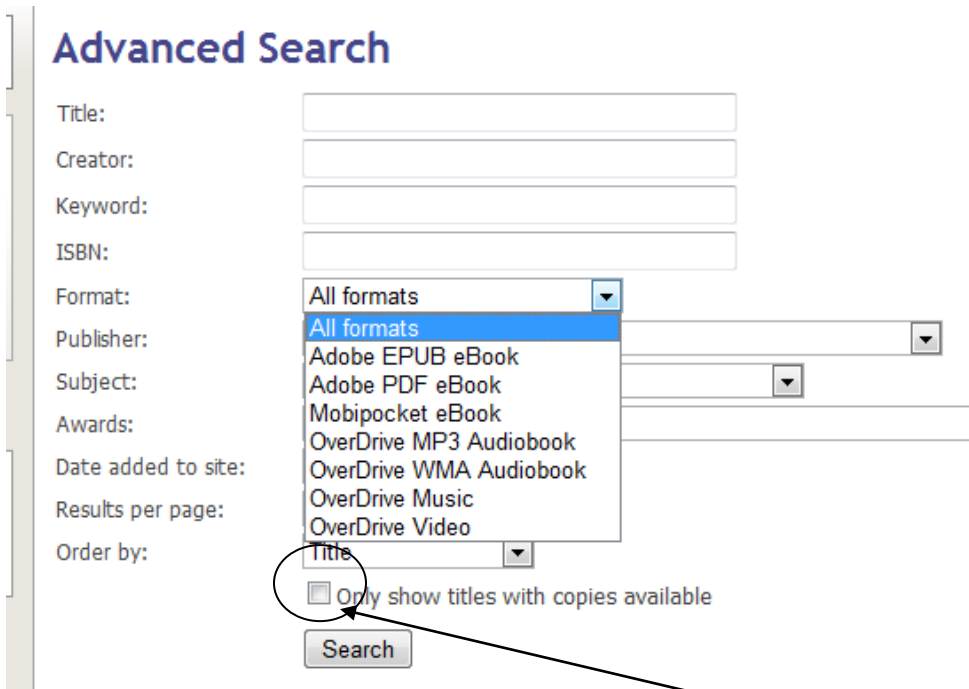 Advanced Search
Title:
Creator:
Keyword:
ISBN:
Format: All formats
All formats
Adobe EPUB eBook
Publisher:
Adobe PDF eBook
Subject:
Mobipocket eBook
Awards:
OverDrive MP3 Audiobook
Date added to site:
OverDrive WMA Audiobook
OverDrive Music
Results per page:
OverDrive Video
Order by: Title
Only show titles with copies available
Search